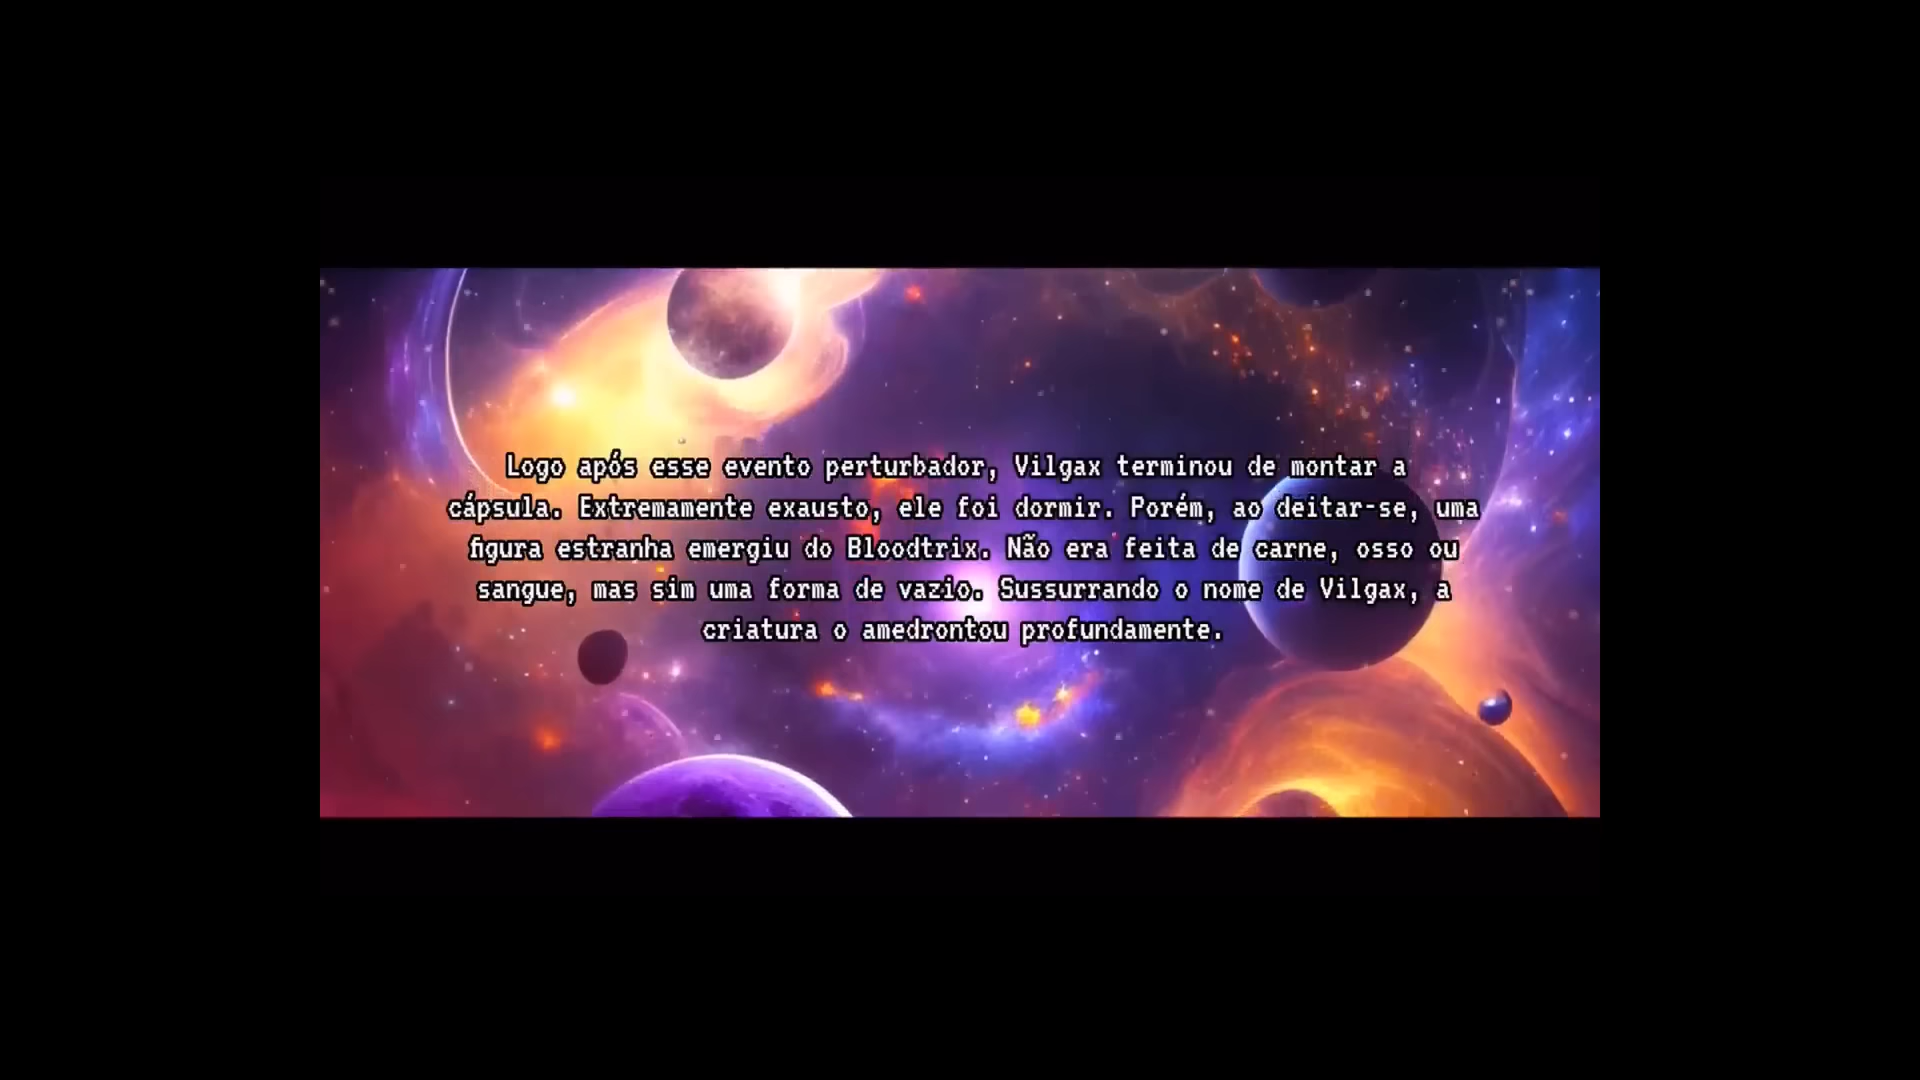 Logo após esse evento perturbador, Vilgax terminou de montar a
cápsula. Extremamente exausto, ele foi dormir. Porém, ao deitar-se, uma
figura estranha emergiu do Bloodtrix. Não era feita de carne, osso ou
sangue, mas sim uma forma de vazio. Sussurrando o nome de Vilgax, a
criatura o amedrontou profundamente.